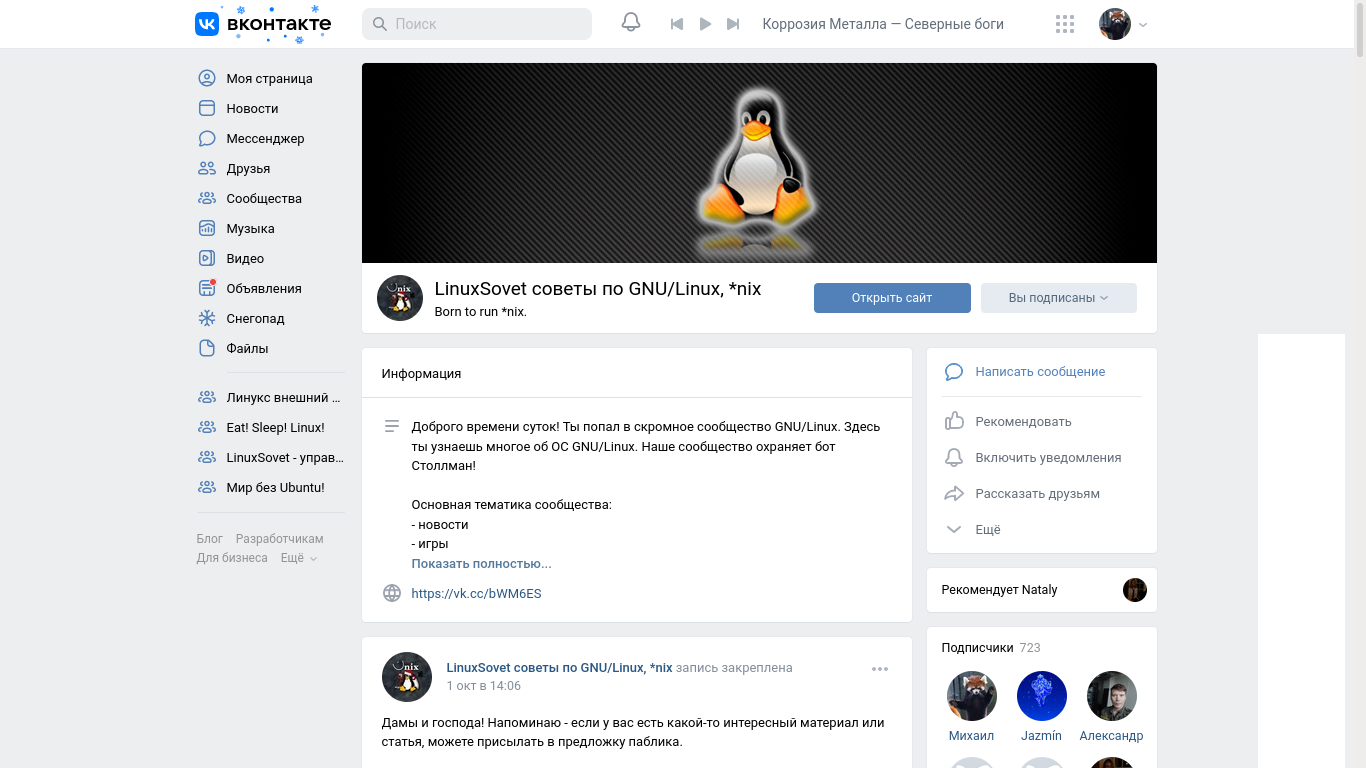 вконтакте
Поиск
Коррозия Металла — Северные боги
Моя страница
Новости
Мессенджер
Друзья
Сообщества
Музыка
Видео
Объявления
Снегопад
Файлы
Линукс внешний ...
Eat! Sleep! Linux!
LinuxSovet - управ...
Мир без Ubuntu!
Блог Разработчикам
Для бизнеса Ещё
LinuxSovet советы по GNU/Linux, *nix
Born to run *nix.
Открыть сайт
Вы подписаны
Информация
Доброго времени суток! Ты попал в скромное сообщество GNU/Linux. Здесь
ты узнаешь многое об ОС GNU/Linux. Наше сообщество охраняет бот
Столлман!
Основная тематика сообщества:
- новости
- игры
Показать полностью...
https://vk.cc/bWM6ES
nix
LinuxSovet советы по GNU/Linux, *nix запись закреплена
1 окт в 14:06
Дамы и господа! Напоминаю - если у вас есть какой-то интересный материал или
статья, можете присылать в предложку паблика.
Написать сообщение
Рекомендовать
Включить уведомления
Рассказать друзьям
Ещё
Рекомендует Nataly
Подписчики 723
Михаил Jazmín Александр